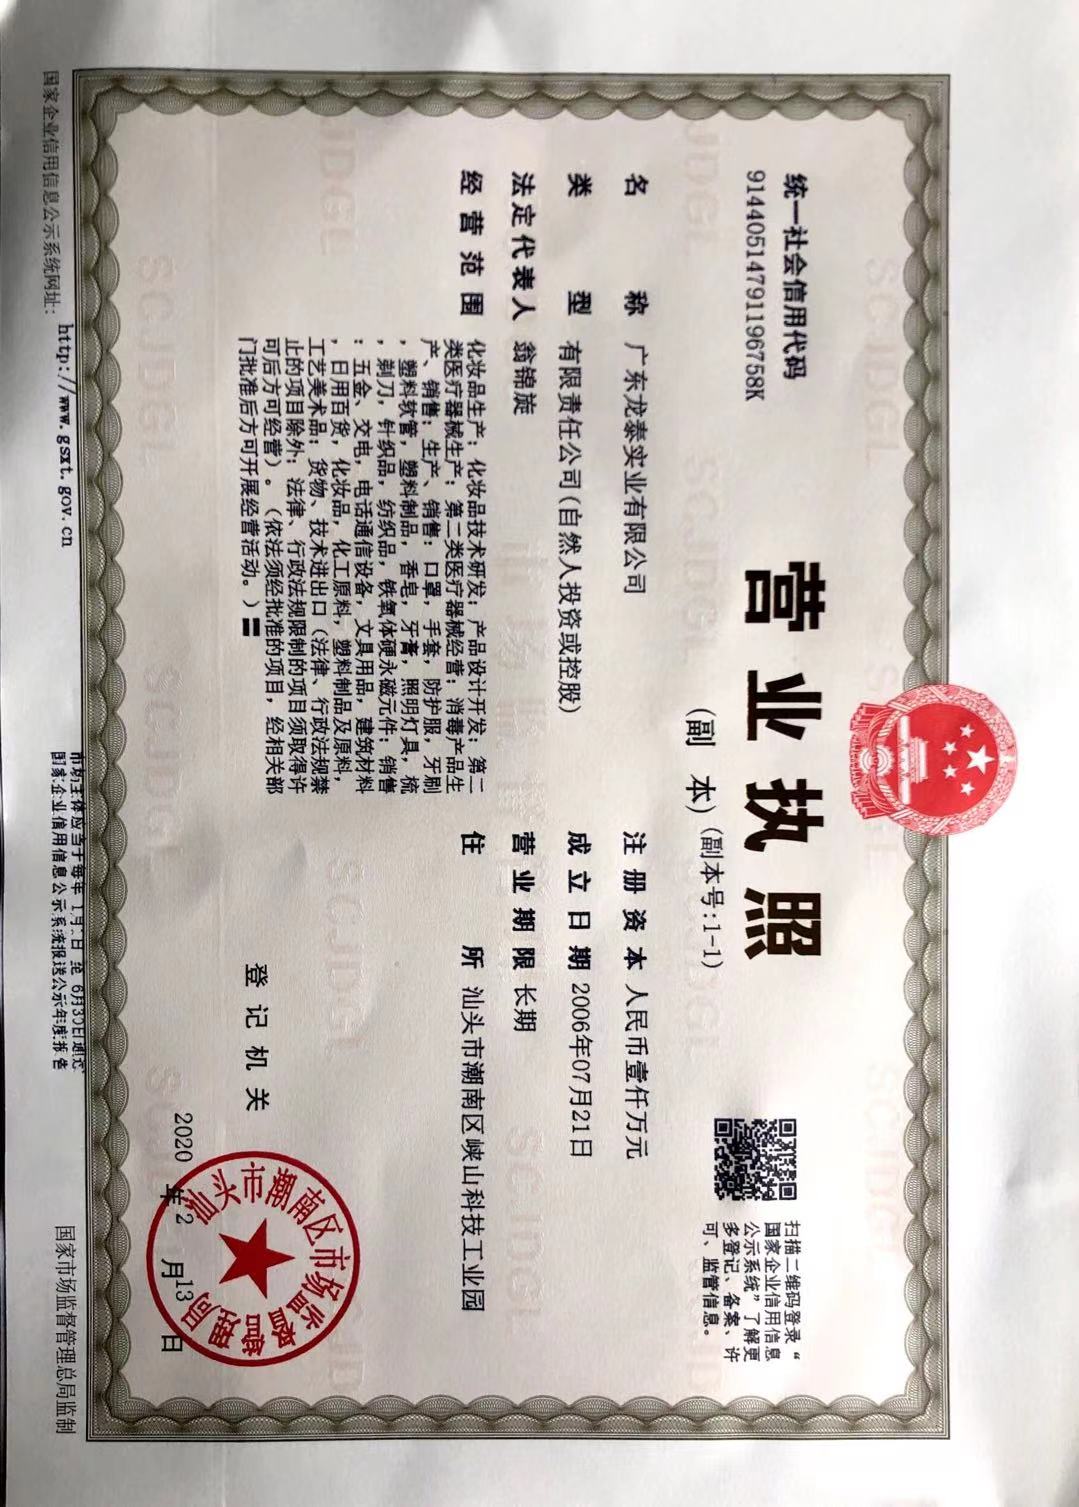 营业执照
(副 本) (副本号:1-1)
统一社会信用代码
91440514791196758K
扫描二维码登录“
国家企业信用信息
公示系统”了解更
多登记、备案、许
可、监管信息。
名 称 广东龙泰实业有限公司
类 型 有限责任公司(自然人投资或控股)
法定代表人 翁锦旋
经营范围 化妆品生产；化妆品技术研发；产品设计开发；第二
类医疗器械生产；第二类医疗器械经营；消毒产品生
产、销售；生产、销售：口罩，手套，防护服，牙刷
，塑料软管，塑料制品，香皂，牙膏，照明灯具，梳
，剃刀，针织品，纺织品，铁氧体硬永磁元件；销售
：五金、交电，电话通信设备，文具用品，建筑材料
，日用百货，化妆品，化工原料，塑料制品及原料，
工艺美术品；货物、技术进出口（法律、行政法规禁
止的项目除外；法律、行政法规限制的项目须取得许
可后方可经营）。（依法须经批准的项目，经相关部
门批准后方可开展经营活动。）〓
注册资本 人民币壹仟万元
成立日期 2006年07月21日
营业期限 长期
住 所 汕头市潮南区峡山科技工业园
登记机关
汕头市潮南区市场监督管理局
2020 年 2 月 13 日
国家企业信用信息公示系统网址: http://www.gsxt.gov.cn
市场主体应当于每年 1月1日 至 6月30日通过
国家企业信用信息公示系统报送公示年度报告
国家市场监督管理总局监制
SCJDGL
市场监督管理